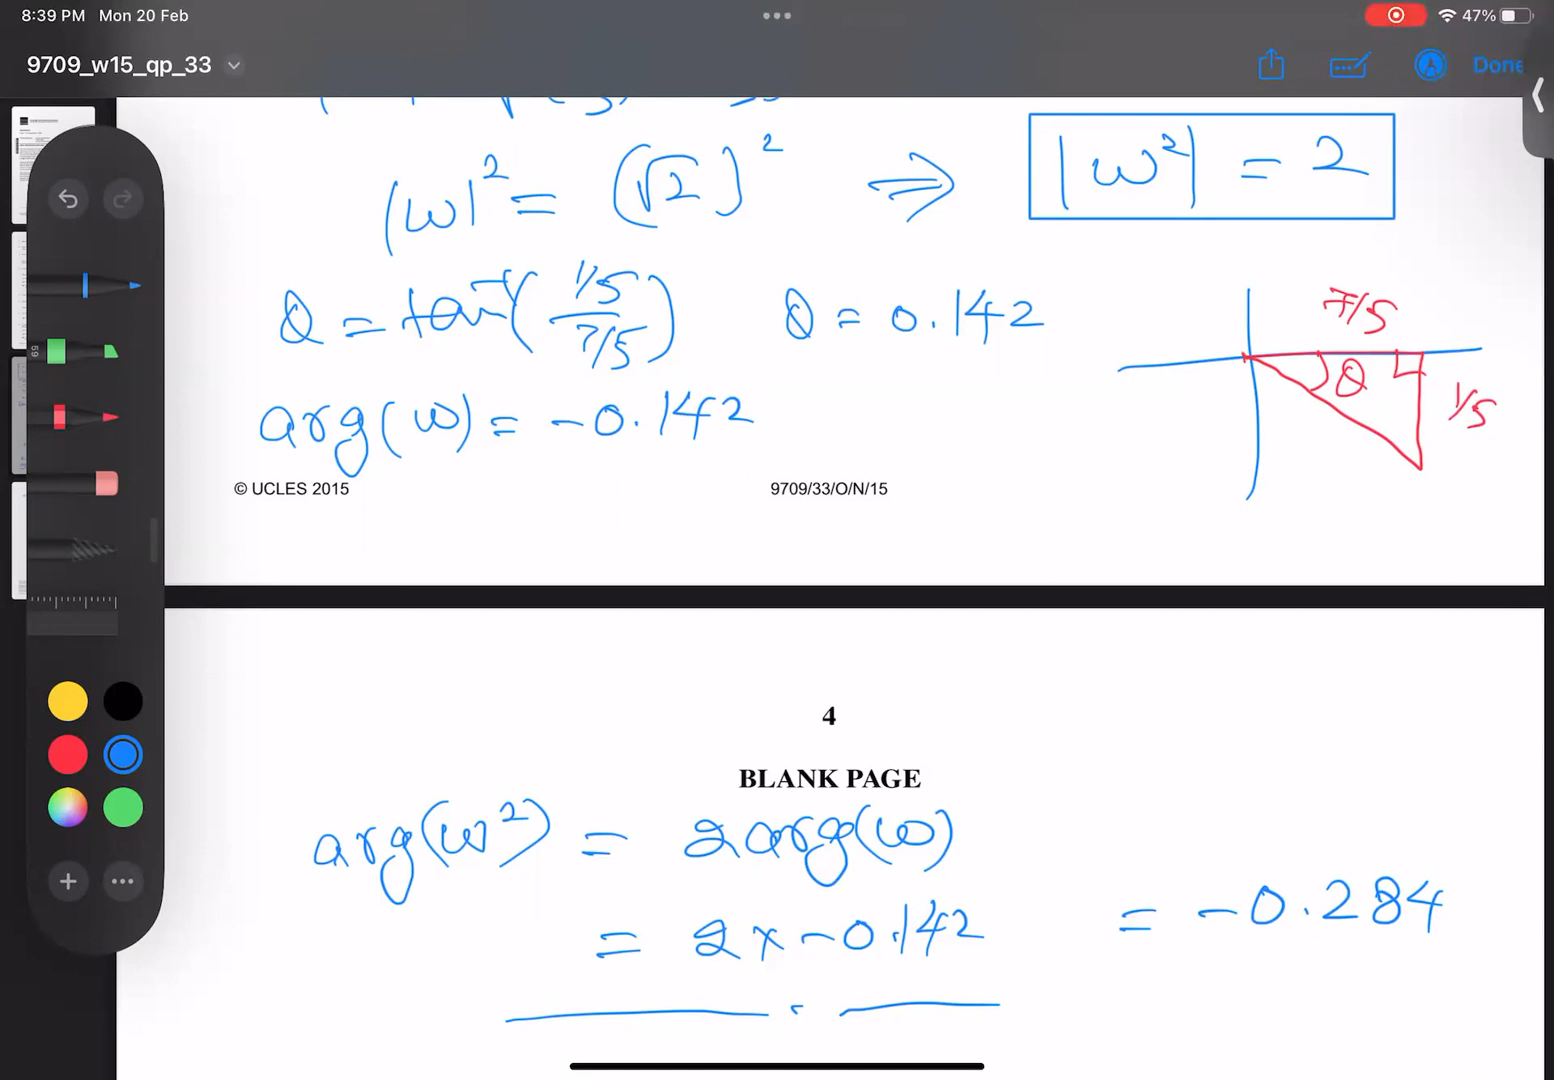 8:39 PM Mon 20 Feb
47%
9709_w15_qp_33
Done
|w|² = (√2)² ⇒ |w²| = 2
θ = tan⁻¹((1/5)/(7/5)) θ = 0.142
7/5
θ
1/5
arg(w) = -0.142
© UCLES 2015 9709/33/O/N/15
59
4
BLANK PAGE
arg(w²) = 2arg(w)
= 2x-0.142 = -0.284